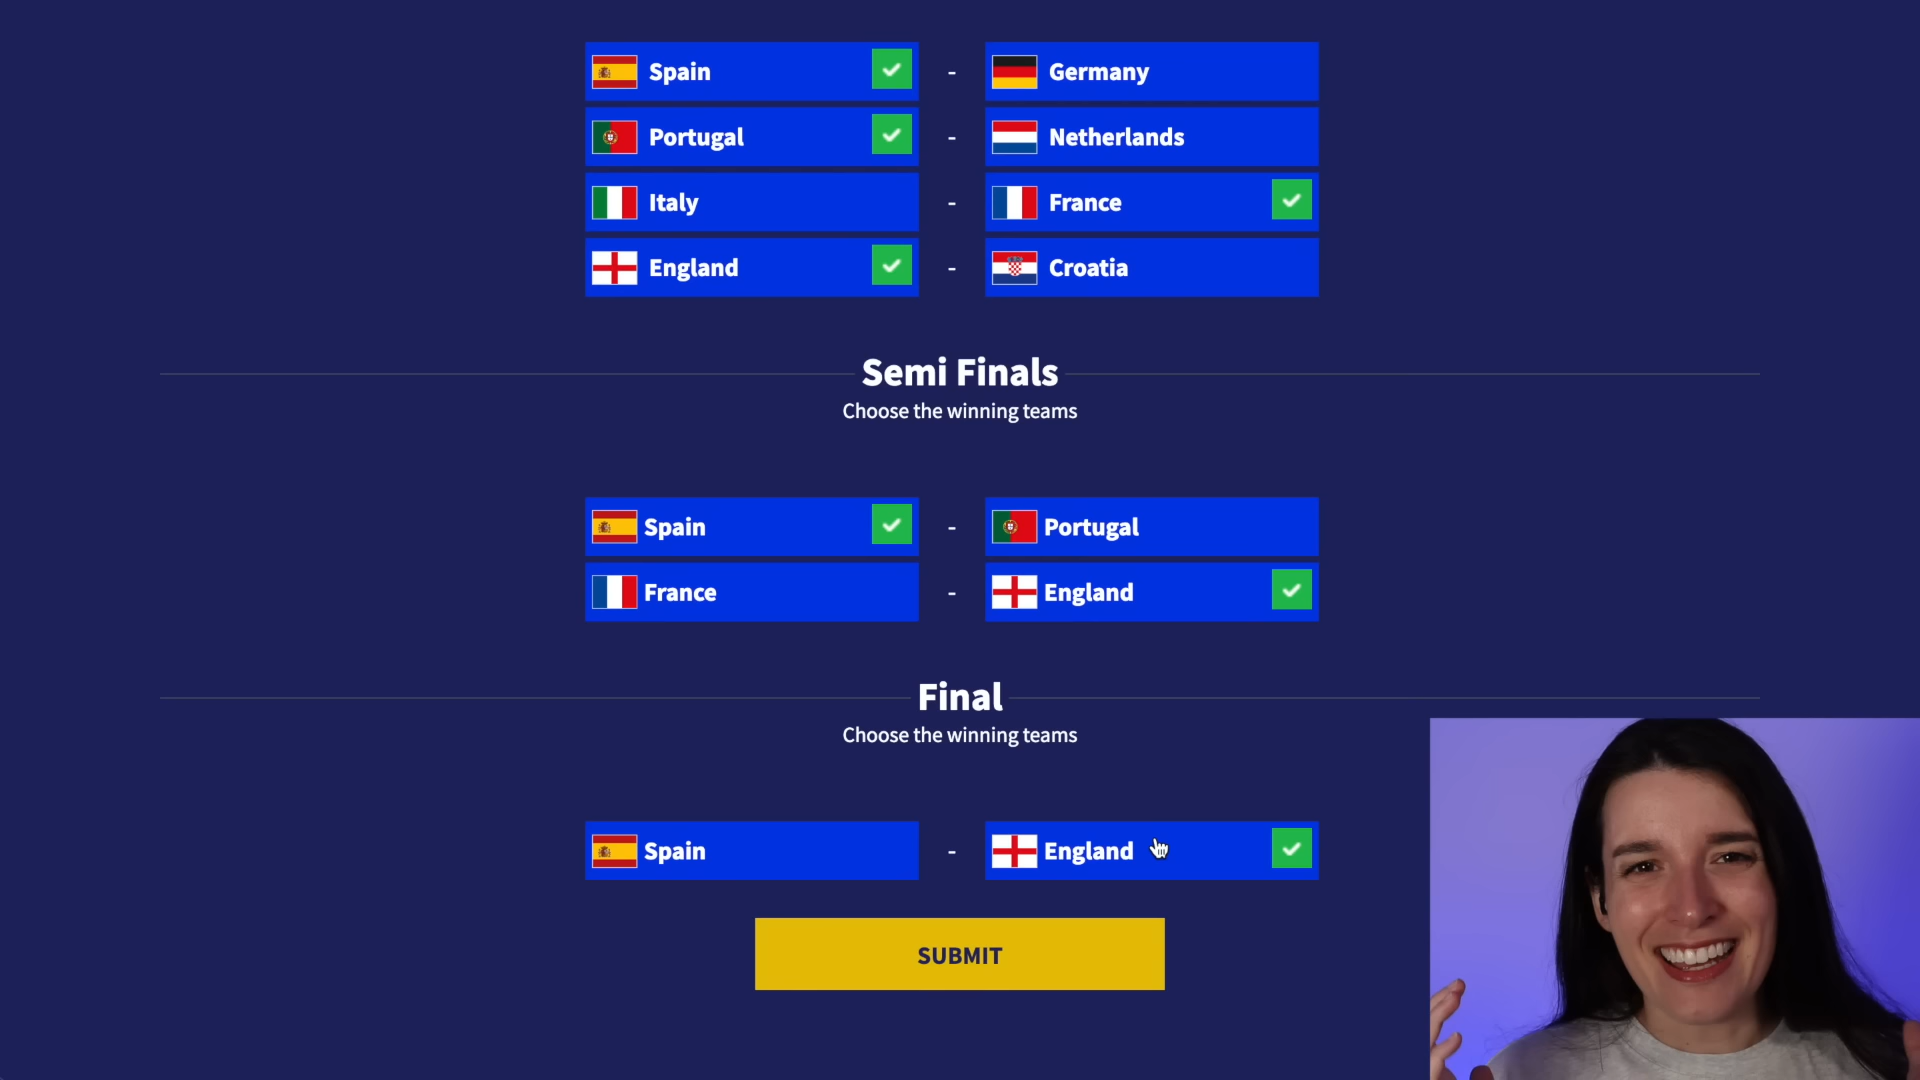 Spain - Germany
Portugal - Netherlands
Italy - France
England - Croatia
Semi Finals
Choose the winning teams
Spain - Portugal
France - England
Final
Choose the winning teams
Spain - England
SUBMIT